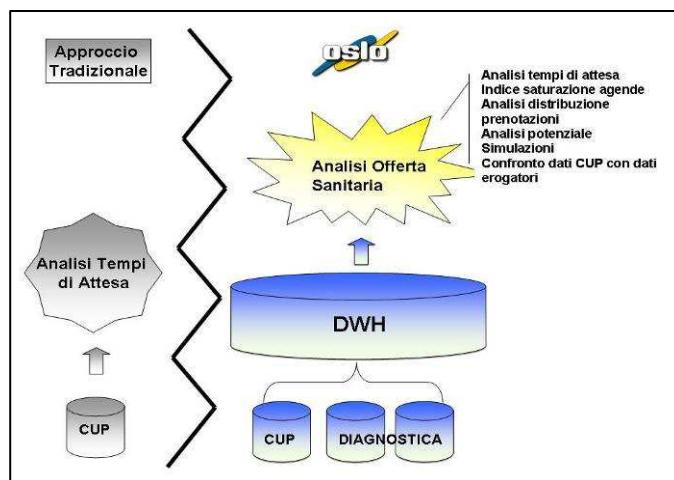 Approccio
Tradizionale
oslo
Analisi tempi di attesa
Indice saturazione agende
Analisi distribuzione
prenotazioni
Analisi potenziale
Simulazioni
Confronto dati CUP con dati
erogatori
Analisi Offerta
Sanitaria
Analisi Tempi
di Attesa
DWH
CUP
CUP
DIAGNOSTICA